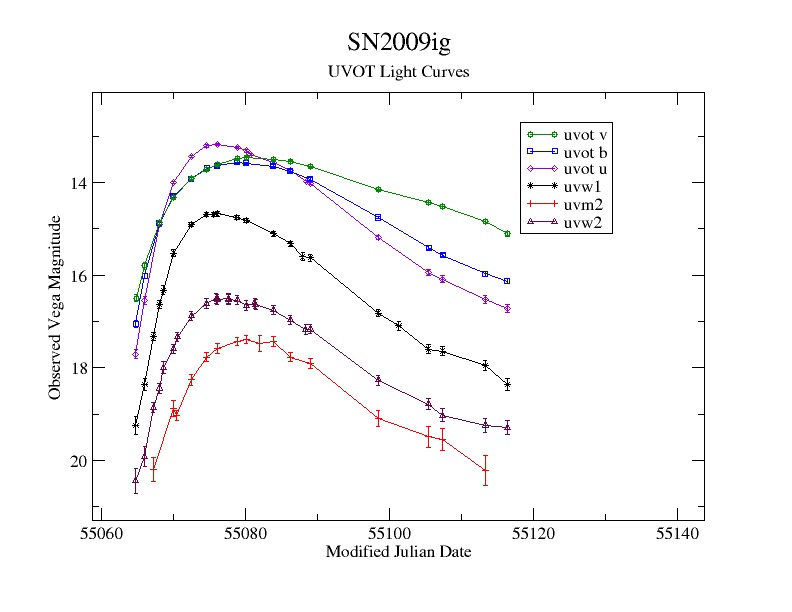 SN2009ig
UVOT Light Curves
uvot v
uvot b
uvot u
uvw1
uvm2
uvw2
14
16
18
20
Observed Vega Magnitude
55060 55080 55100 55120 55140
Modified Julian Date